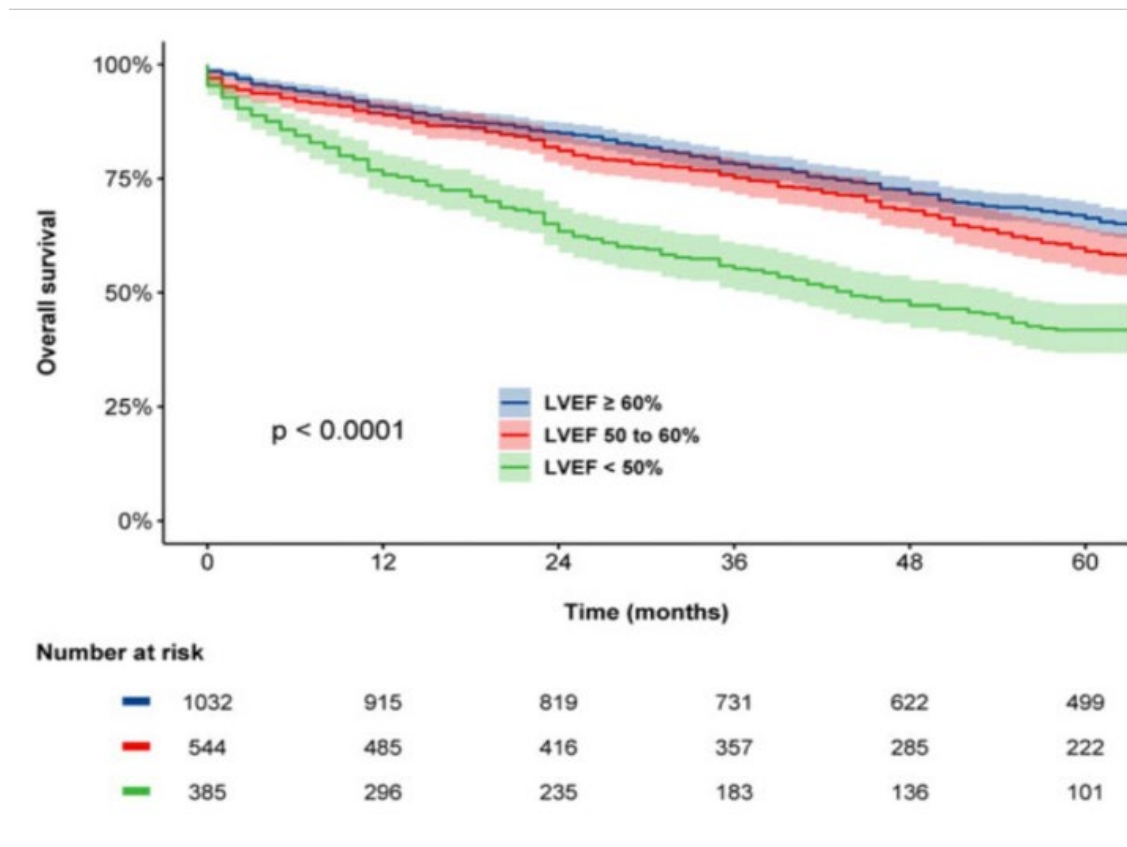 100%
75%
50%
25%
0%
Overall survival
p < 0.0001
LVEF ≥ 60%
LVEF 50 to 60%
LVEF < 50%
0 12 24 36 48 60
Time (months)
Number at risk
1032 915 819 731 622 499
544 485 416 357 285 222
385 296 235 183 136 101